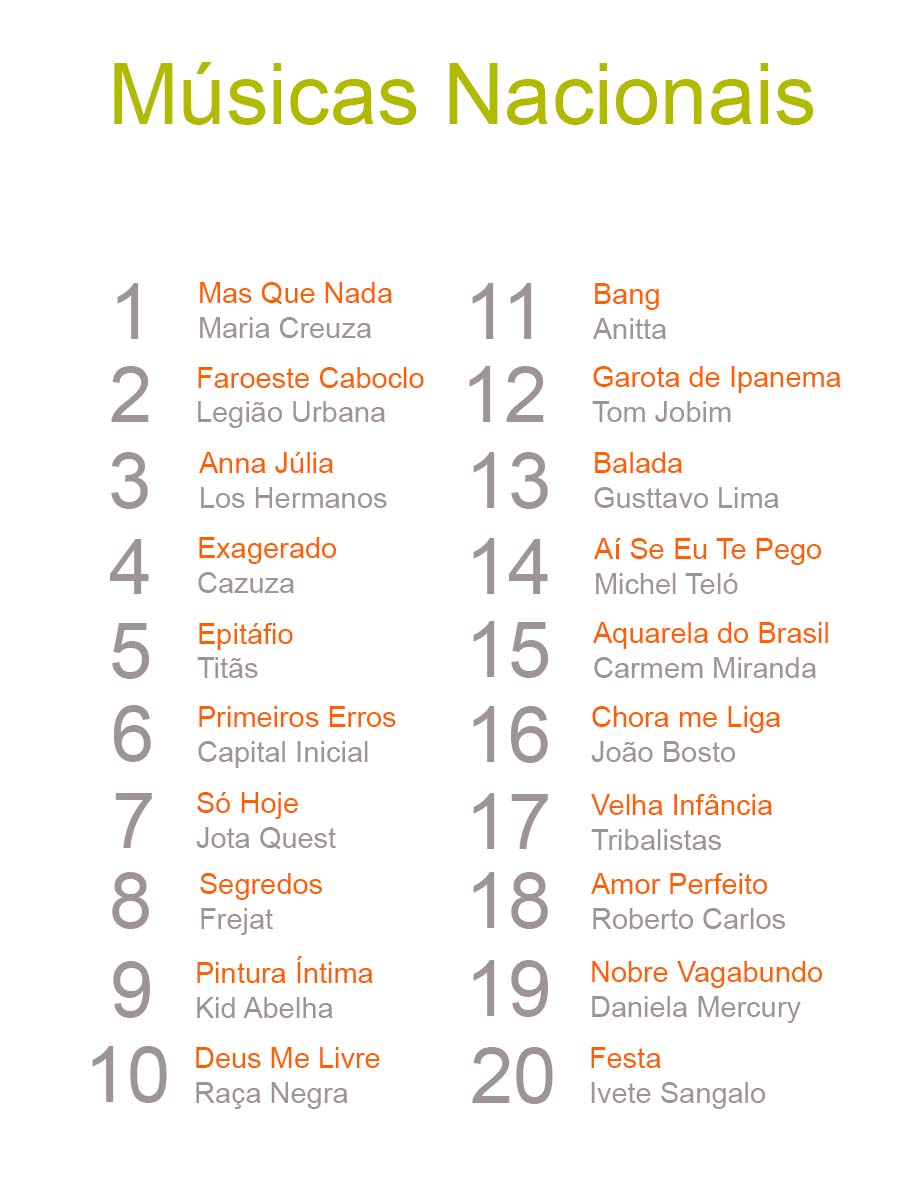 Músicas Nacionais
1
Mas Que Nada
Maria Creuza
2
Faroeste Caboclo
Legião Urbana
3
Anna Júlia
Los Hermanos
4
Exagerado
Cazuza
5
Epitáfio
Titãs
6
Primeiros Erros
Capital Inicial
7
Só Hoje
Jota Quest
8
Segredos
Frejat
9
Pintura Íntima
Kid Abelha
10
Deus Me Livre
Raça Negra
11
Bang
Anitta
12
Garota de Ipanema
Tom Jobim
13
Balada
Gusttavo Lima
14
Aí Se Eu Te Pego
Michel Teló
15
Aquarela do Brasil
Carmem Miranda
16
Chora me Liga
João Bosto
17
Velha Infância
Tribalistas
18
Amor Perfeito
Roberto Carlos
19
Nobre Vagabundo
Daniela Mercury
20
Festa
Ivete Sangalo